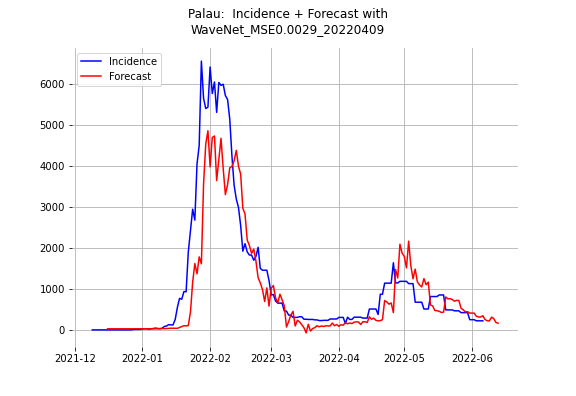 Palau:  Incidence + Forecast with
WaveNet_MSE0.0029_20220409
Incidence
Forecast
6000
5000
4000
3000
2000
1000
0
2021-12 2022-01 2022-02 2022-03 2022-04 2022-05 2022-06